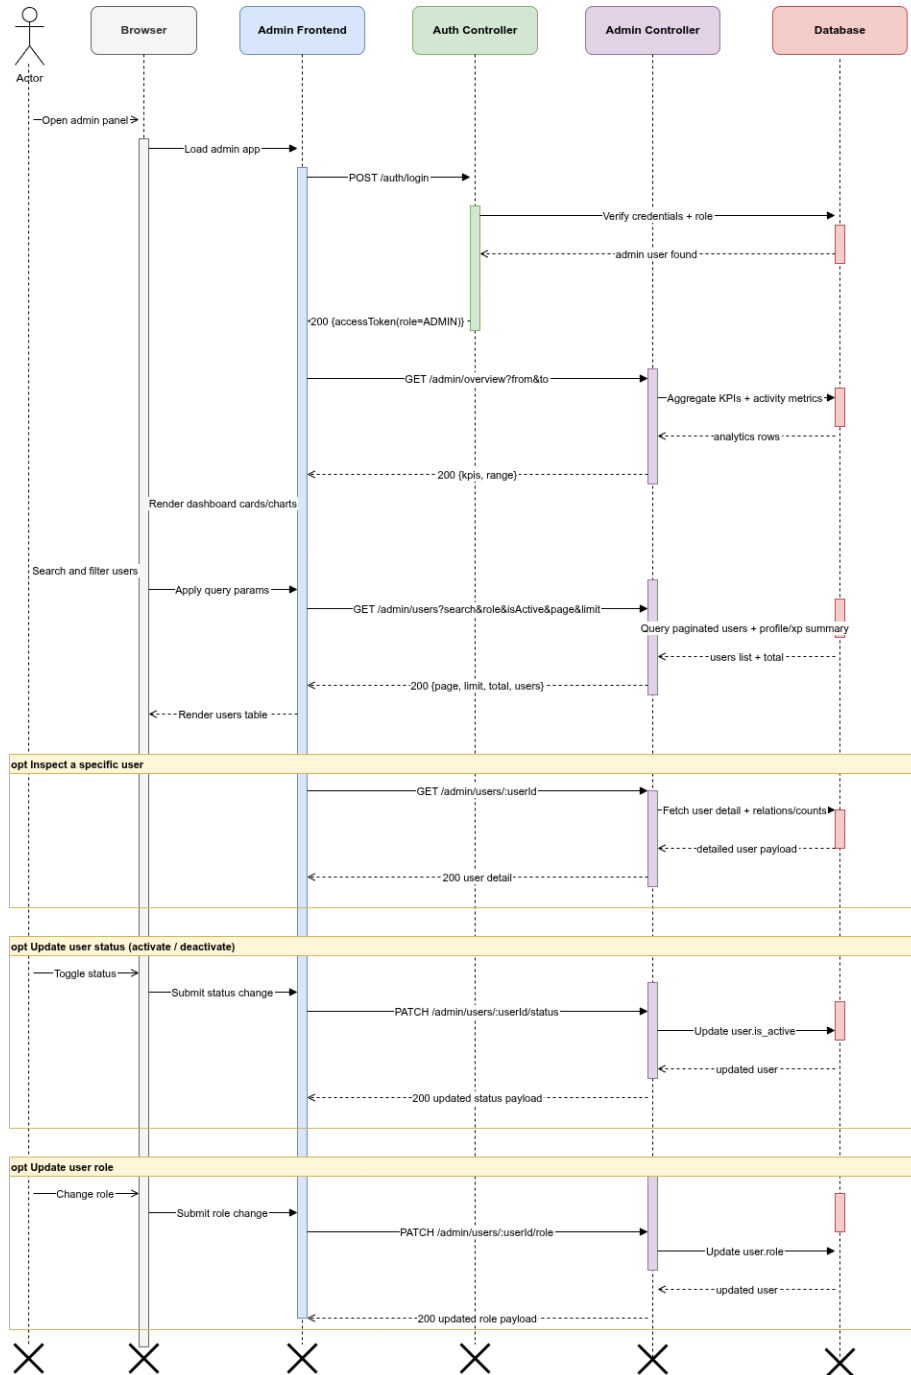 Browser
Admin Frontend
Auth Controller
Admin Controller
Database
Actor
Open admin panel
Load admin app
POST /auth/login
Verify credentials + role
admin user found
200 {accessToken(role=ADMIN)}
GET /admin/overview?from&to
Aggregate KPIs + activity metrics
analytics rows
200 {kpis, range}
Render dashboard cards/charts
Search and filter users
Apply query params
GET /admin/users?search&role&isActive&page&limit
Query paginated users + profile/xp summary
users list + total
200 {page, limit, total, users}
Render users table
opt Inspect a specific user
GET /admin/users/:userId
Fetch user detail + relations/counts
detailed user payload
200 user detail
opt Update user status (activate / deactivate)
Toggle status
Submit status change
PATCH /admin/users/:userId/status
Update user.is_active
updated user
200 updated status payload
opt Update user role
Change role
Submit role change
PATCH /admin/users/:userId/role
Update user.role
updated user
200 updated role payload